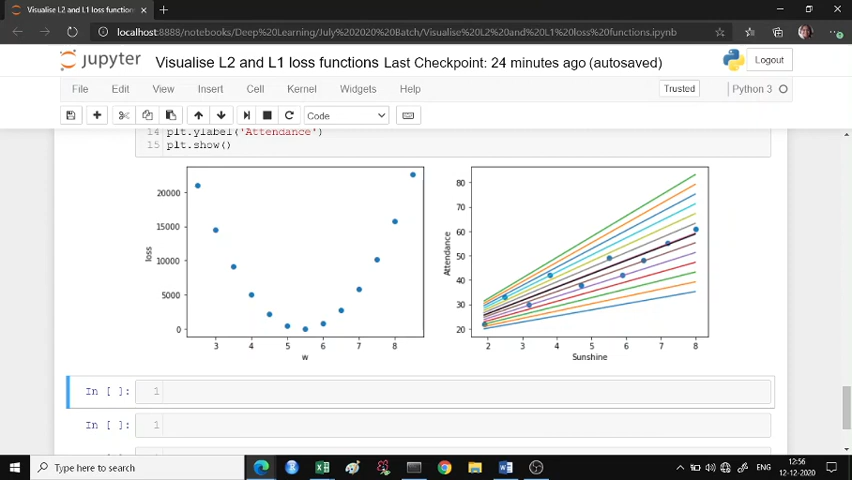 Visualise L2 and L1 loss function
localhost:8888/notebooks/Deep%20Learning/July%202020%20Batch/Visualise%20L2%20and%20L1%20loss%20functions.ipynb
jupyter Visualise L2 and L1 loss functions Last Checkpoint: 24 minutes ago (autosaved) Logout
File Edit View Insert Cell Kernel Widgets Help Trusted Python 3
Code
14 plt.ylabel('Attendance')
15 plt.show()
20000
15000
10000
5000
0
loss
3 4 5 6 7 8
w
80
70
60
50
40
30
20
Attendance
2 3 4 5 6 7 8
Sunshine
In [ ]: 1
In [ ]: 1
Type here to search
ENG
12:56
12-12-2020